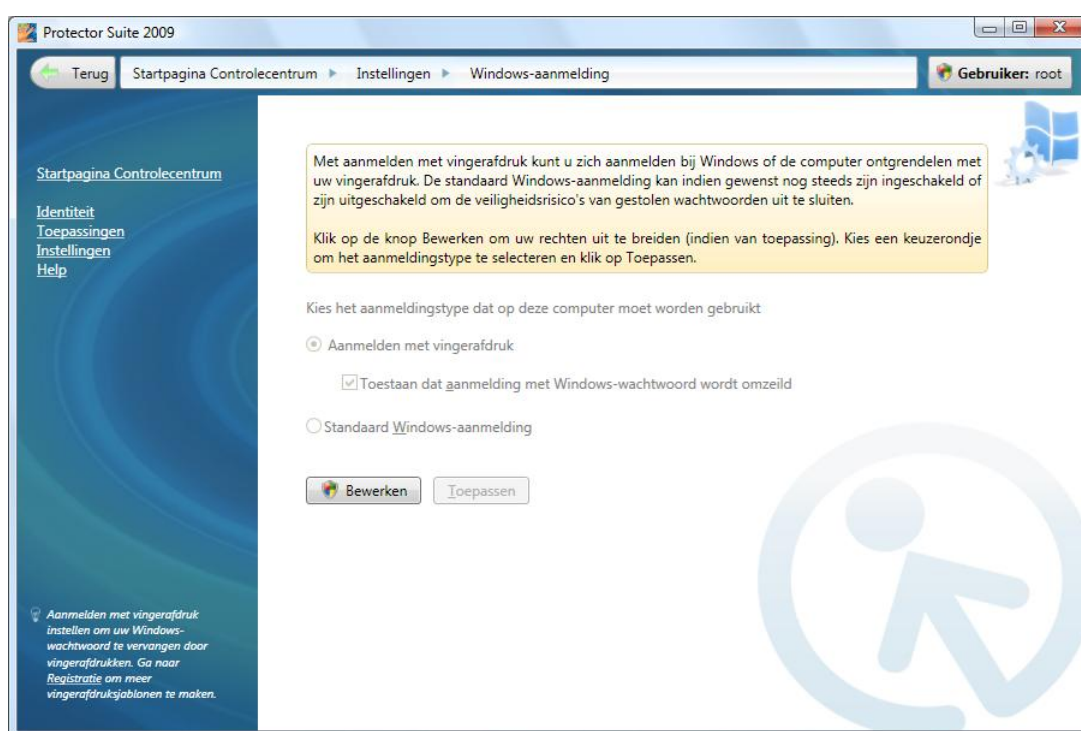 Protector Suite 2009
Terug
Startpagina Controlecentrum
Instellingen
Windows-aanmelding
Gebruiker: root
Startpagina Controlecentrum
Identiteit
Toepassingen
Instellingen
Help
Met aanmelden met vingerafdruk kunt u zich aanmelden bij Windows of de computer ontgrendelen met
uw vingerafdruk. De standaard Windows-aanmelding kan indien gewenst nog steeds zijn ingeschakeld of
zijn uitgeschakeld om de veiligheidsrisico's van gestolen wachtwoorden uit te sluiten.
Klik op de knop Bewerken om uw rechten uit te breiden (indien van toepassing). Kies een keuzerondje
om het aanmeldingstype te selecteren en klik op Toepassen.
Kies het aanmeldingstype dat op deze computer moet worden gebruikt
Aanmelden met vingerafdruk
Toestaan dat aanmelding met Windows-wachtwoord wordt omzeild
Standaard Windows-aanmelding
Bewerken
Toepassen
Aanmelden met vingerafdruk
instellen om uw Windows-
wachtwoord te vervangen door
vingerafdrukken. Ga naar
Registratie om meer
vingerafdruksjablonen te maken.